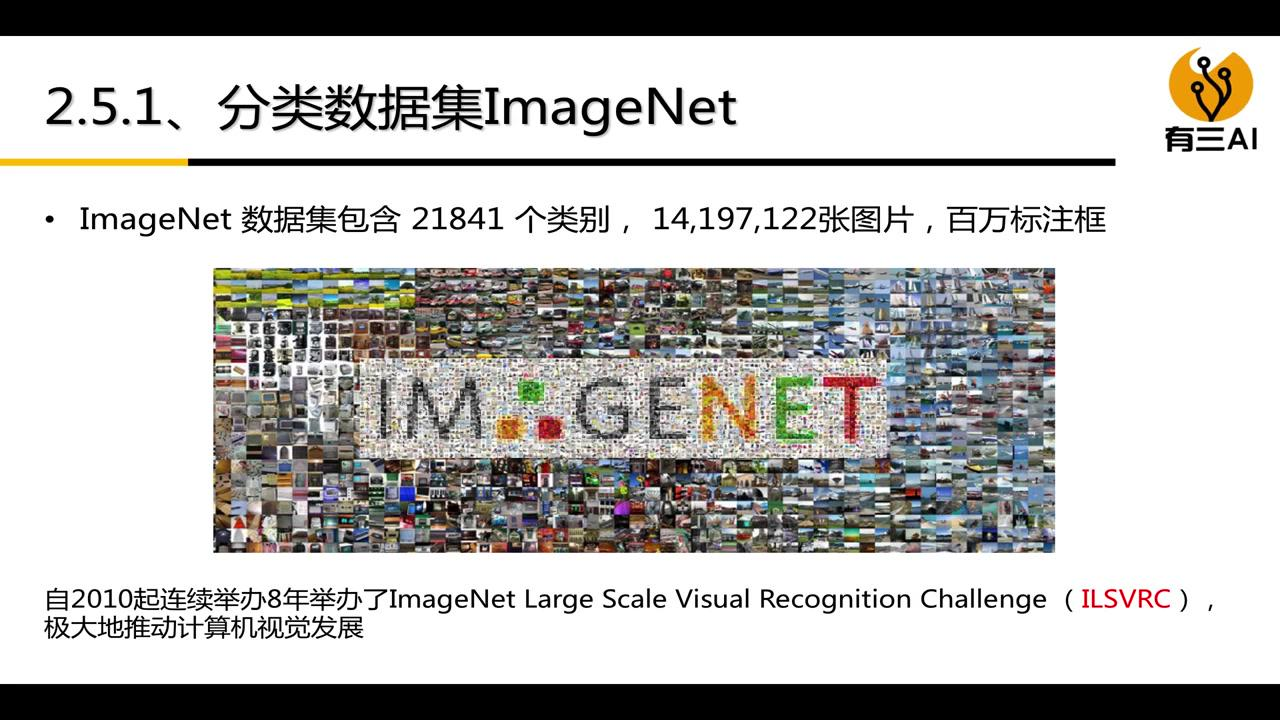 2.5.1、分类数据集ImageNet
有三AI
• ImageNet 数据集包含 21841 个类别， 14,197,122张图片，百万标注框
IMAGENET
自2010起连续举办8年举办了ImageNet Large Scale Visual Recognition Challenge （ILSVRC），
极大地推动计算机视觉发展